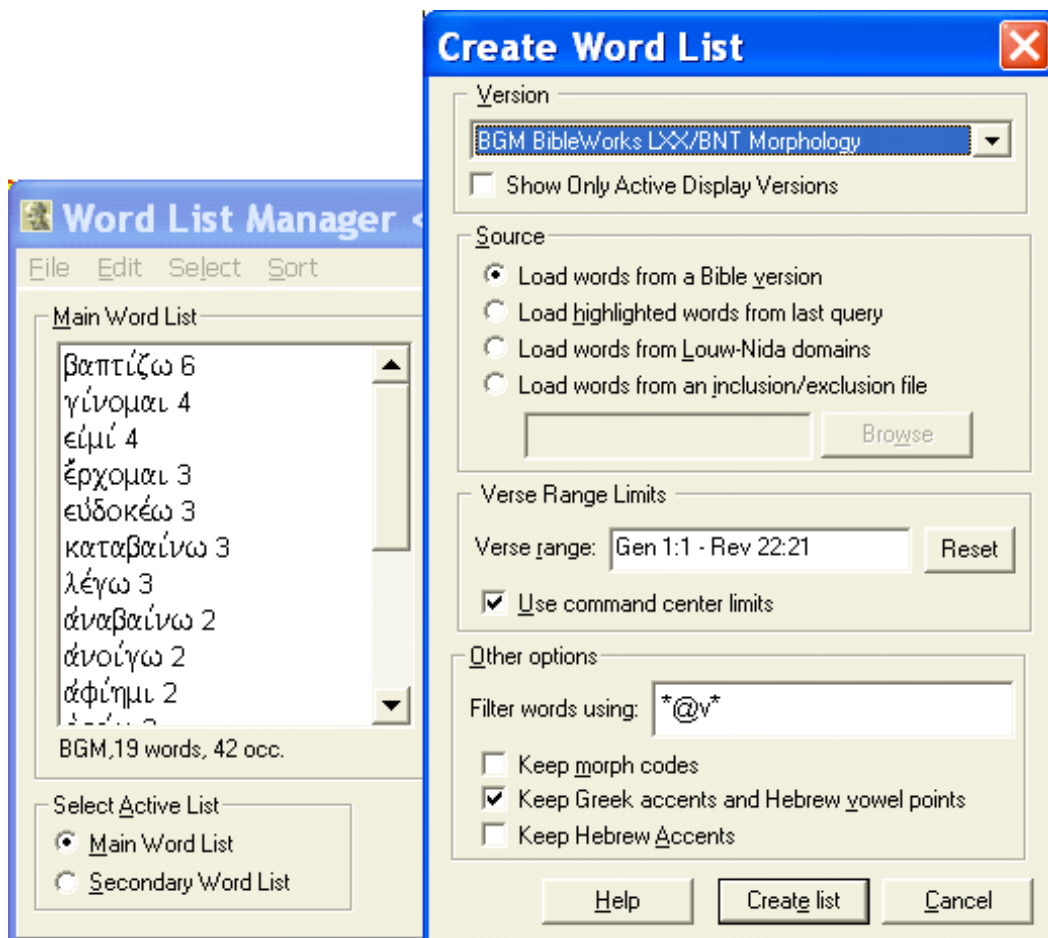 Word List Manager <
File Edit Select Sort
Main Word List
βαπτίζω 6
γίνομαι 4
εἰμί 4
ἔρχομαι 3
εὐδοκέω 3
καταβαίνω 3
λέγω 3
ἀναβαίνω 2
ἀνοίγω 2
ἀφίημι 2
BGM,19 words, 42 occ.
Select Active List
Main Word List
Secondary Word List
Create Word List
Version
BGM BibleWorks LXX/BNT Morphology
Show Only Active Display Versions
Source
Load words from a Bible version
Load highlighted words from last query
Load words from Louw-Nida domains
Load words from an inclusion/exclusion file
Browse
Verse Range Limits
Verse range: Gen 1:1 - Rev 22:21 Reset
Use command center limits
Other options
Filter words using: *@v*
Keep morph codes
Keep Greek accents and Hebrew vowel points
Keep Hebrew Accents
Help Create list Cancel